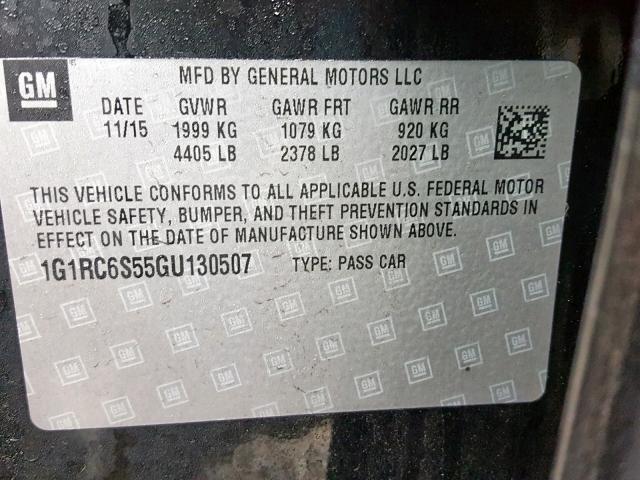 GM
MFD BY GENERAL MOTORS LLC
DATE GVWR GAWR FRT GAWR RR
11/15 1999 KG 1079 KG 920 KG
4405 LB 2378 LB 2027 LB
THIS VEHICLE CONFORMS TO ALL APPLICABLE U.S. FEDERAL MOTOR
VEHICLE SAFETY, BUMPER, AND THEFT PREVENTION STANDARDS IN
EFFECT ON THE DATE OF MANUFACTURE SHOWN ABOVE.
1G1RC6S55GU130507 TYPE: PASS CAR